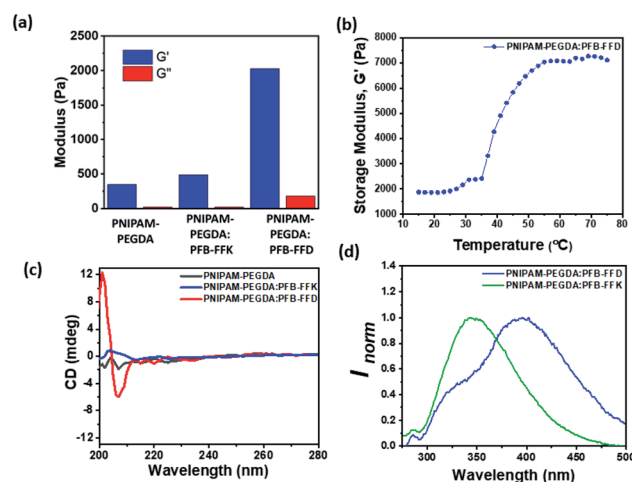 (a)
2500
2000
1500
1000
500
0
Modulus (Pa)
G'
G''
PNIPAM-
PEGDA
PNIPAM-
PEGDA:
PFB-FFK
PNIPAM-
PEGDA:
PFB-FFD
(b)
8000
7000
6000
5000
4000
3000
2000
1000
Storage Modulus, G' (Pa)
PNIPAM-PEGDA:PFB-FFD
10 20 30 40 50 60 70 80
Temperature (°C)
(c)
12
8
4
0
-4
-8
-12
CD (mdeg)
PNIPAM-PEGDA
PNIPAM-PEGDA:PFB-FFK
PNIPAM-PEGDA:PFB-FFD
200 220 240 260 280
Wavelength (nm)
(d)
1.4
1.2
1.0
0.8
0.6
0.4
0.2
0.0
I norm
PNIPAM-PEGDA:PFB-FFD
PNIPAM-PEGDA:PFB-FFK
300 350 400 450 500
Wavelength (nm)